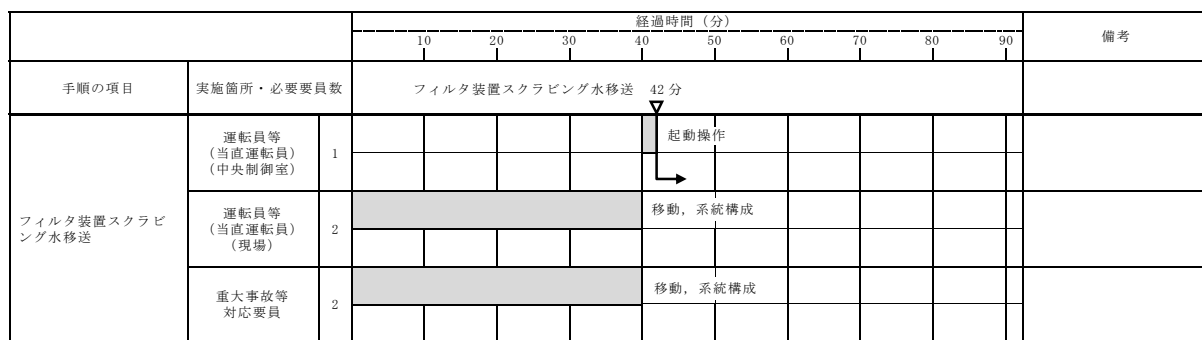 経過時間（分）
10 20 30 40 50 60 70 80 90
備考
手順の項目
実施箇所・必要要員数
フィルタ装置スクラビング水移送 42分
フィルタ装置スクラビ
ング水移送
運転員等
（当直運転員）
（中央制御室）
1
起動操作
運転員等
（当直運転員）
（現場）
2
移動，系統構成
重大事故等
対応要員
2
移動，系統構成